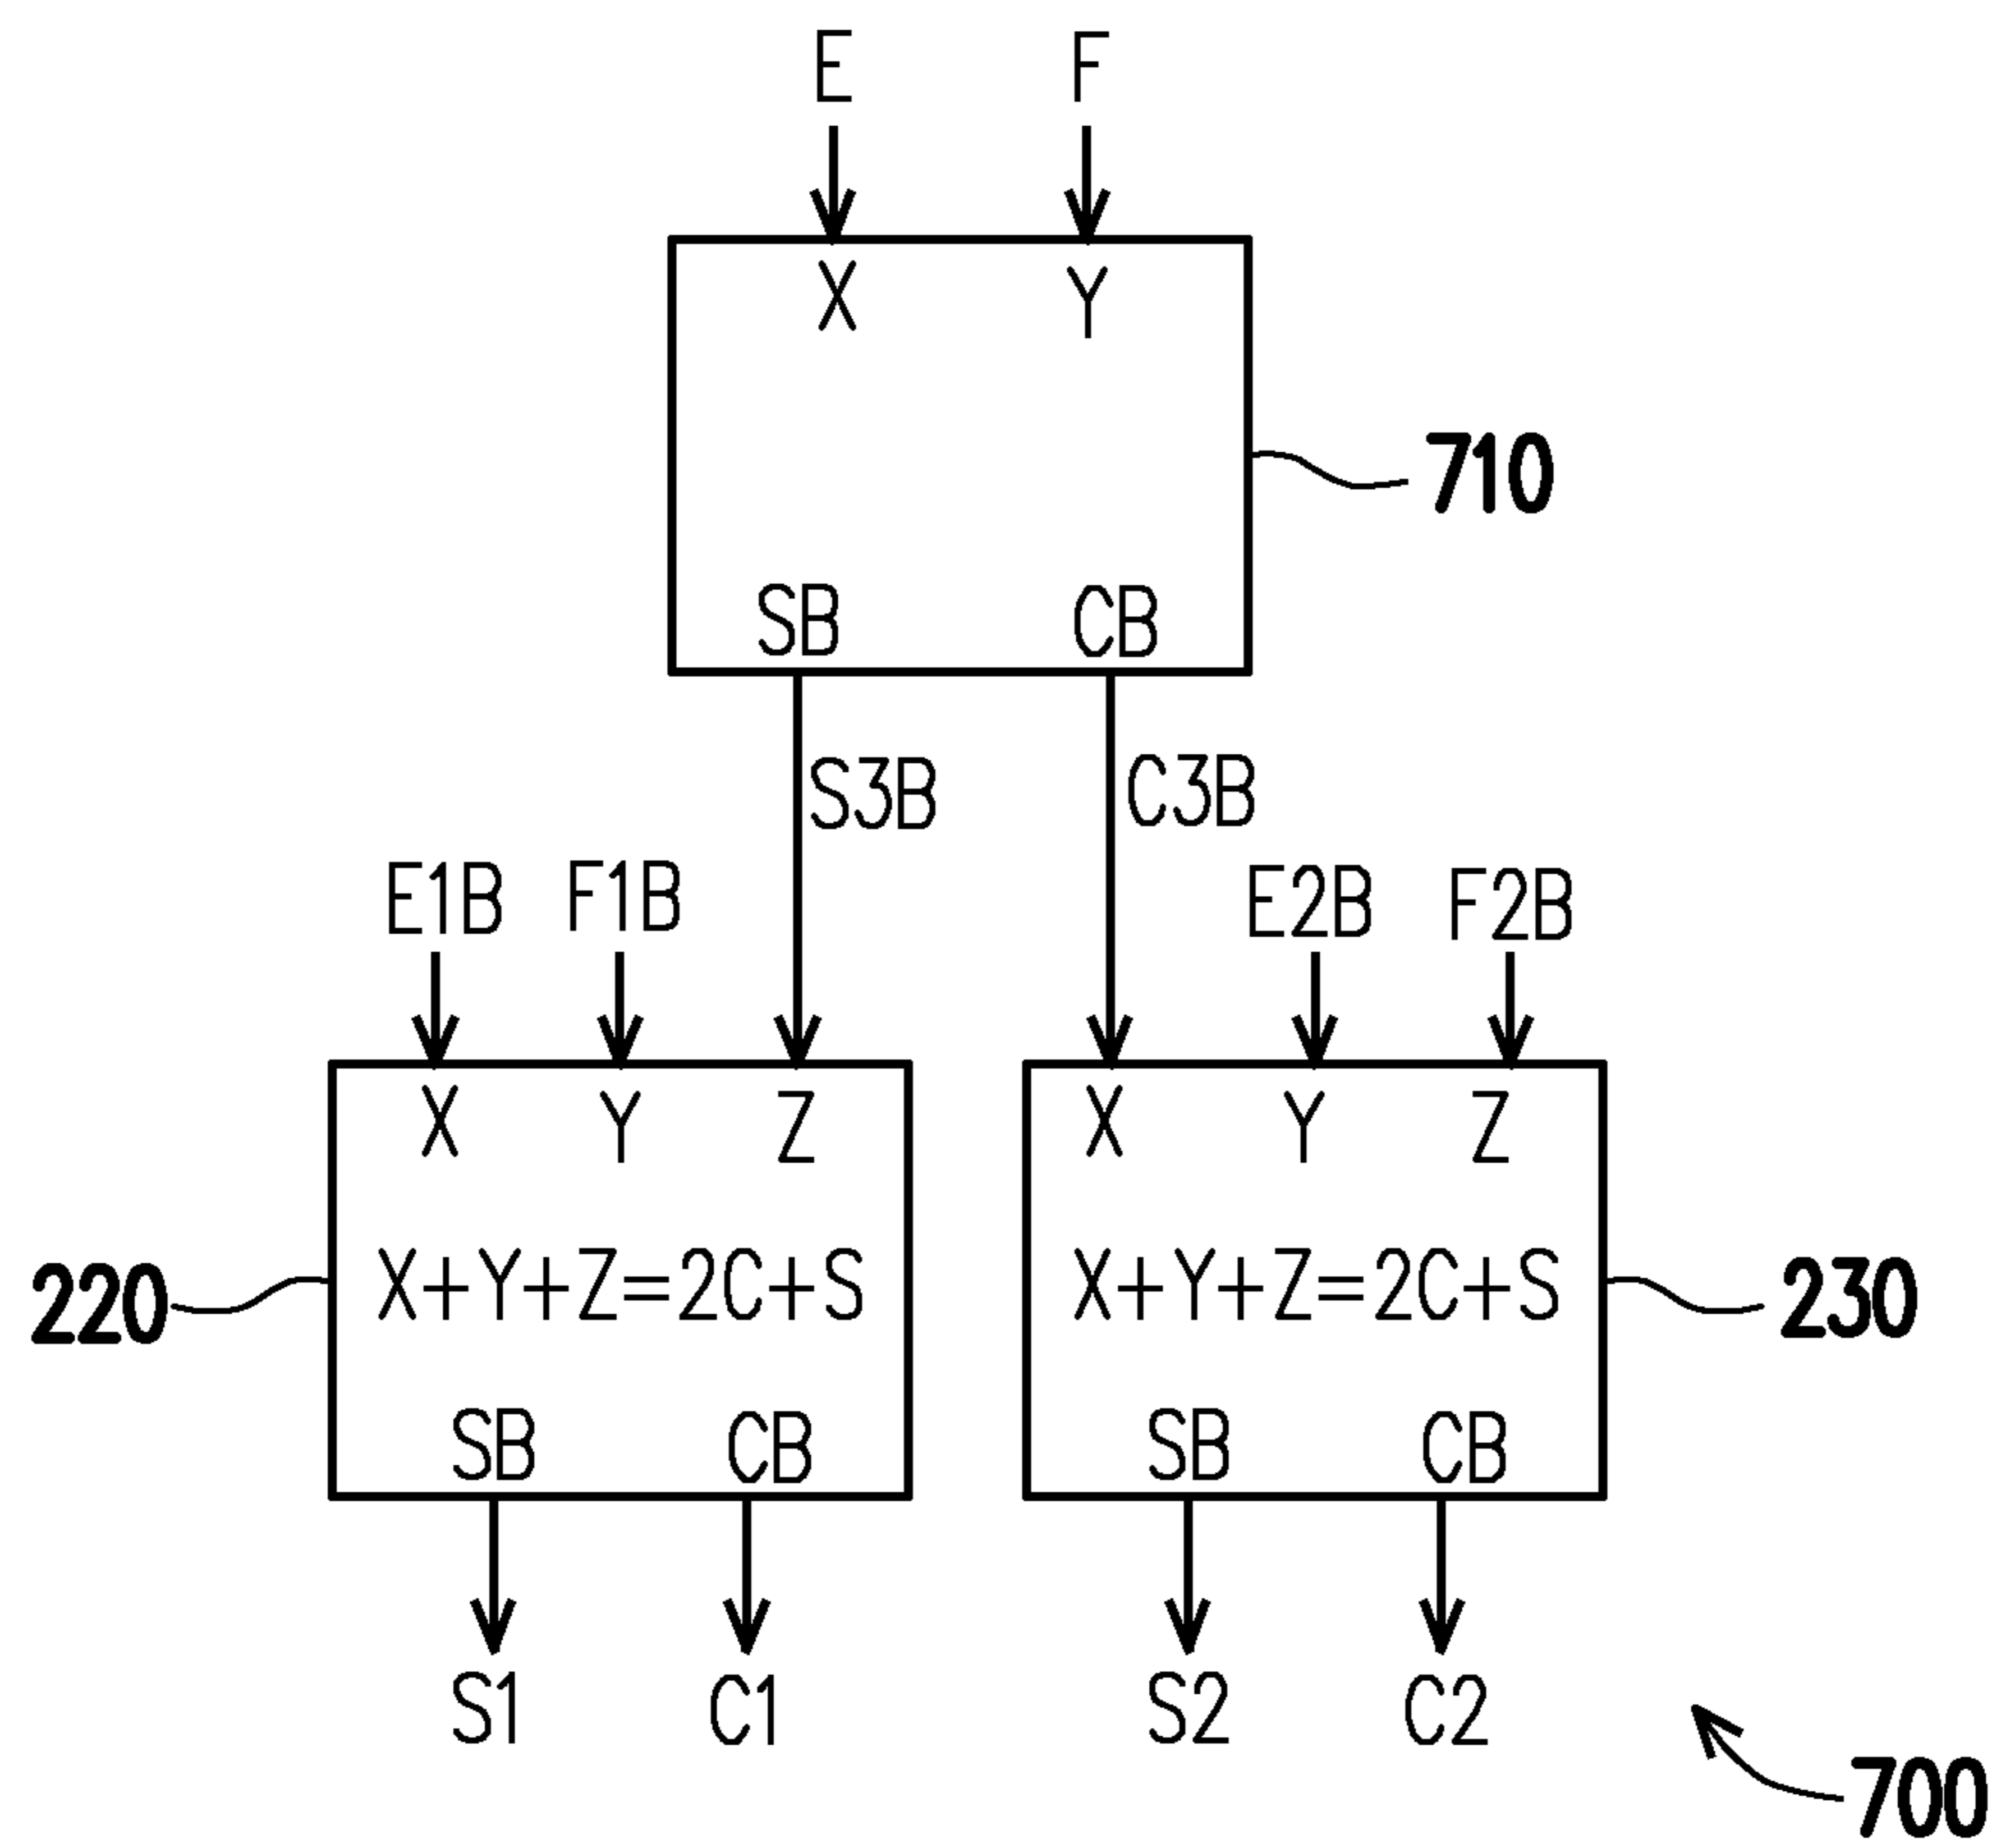 E F
X Y
710
SB CB
S3B C3B
E1B F1B E2B F2B
X Y Z X Y Z
220 X+Y+Z=2C+S X+Y+Z=2C+S 230
SB CB SB CB
S1 C1 S2 C2
700